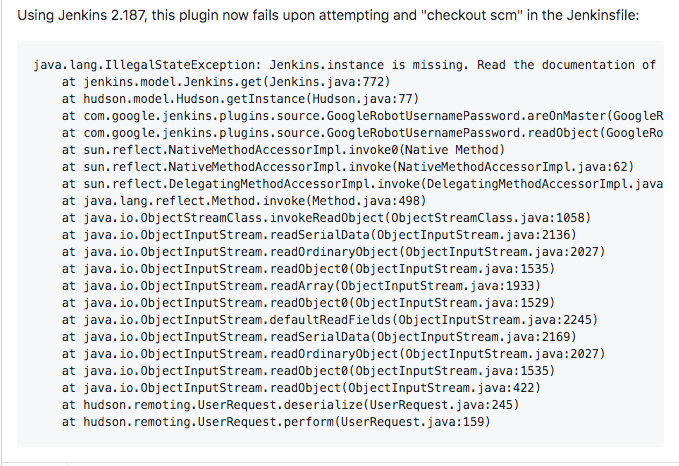 Using Jenkins 2.187, this plugin now fails upon attempting and "checkout scm" in the Jenkinsfile:
java.lang.IllegalStateException: Jenkins.instance is missing. Read the documentation of
at jenkins.model.Jenkins.get(Jenkins.java:772)
at hudson.model.Hudson.getInstance(Hudson.java:77)
at com.google.jenkins.plugins.source.GoogleRobotUsernamePassword.areOnMaster(GoogleR
at com.google.jenkins.plugins.source.GoogleRobotUsernamePassword.readObject(GoogleRo
at sun.reflect.NativeMethodAccessorImpl.invoke0(Native Method)
at sun.reflect.NativeMethodAccessorImpl.invoke(NativeMethodAccessorImpl.java:62)
at sun.reflect.DelegatingMethodAccessorImpl.invoke(DelegatingMethodAccessorImpl.java
at java.lang.reflect.Method.invoke(Method.java:498)
at java.io.ObjectStreamClass.invokeReadObject(ObjectStreamClass.java:1058)
at java.io.ObjectInputStream.readSerialData(ObjectInputStream.java:2136)
at java.io.ObjectInputStream.readOrdinaryObject(ObjectInputStream.java:2027)
at java.io.ObjectInputStream.readObject0(ObjectInputStream.java:1535)
at java.io.ObjectInputStream.readArray(ObjectInputStream.java:1933)
at java.io.ObjectInputStream.readObject0(ObjectInputStream.java:1529)
at java.io.ObjectInputStream.defaultReadFields(ObjectInputStream.java:2245)
at java.io.ObjectInputStream.readSerialData(ObjectInputStream.java:2169)
at java.io.ObjectInputStream.readOrdinaryObject(ObjectInputStream.java:2027)
at java.io.ObjectInputStream.readObject0(ObjectInputStream.java:1535)
at java.io.ObjectInputStream.readObject(ObjectInputStream.java:422)
at hudson.remoting.UserRequest.deserialize(UserRequest.java:245)
at hudson.remoting.UserRequest.perform(UserRequest.java:159)